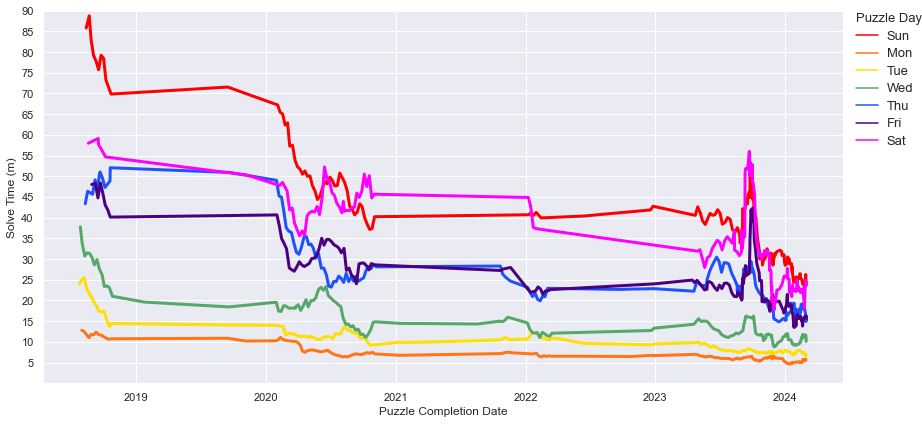 Puzzle Day
Sun
Mon
Tue
Wed
Thu
Fri
Sat
Solve Time (m)
90
85
80
75
70
65
60
55
50
45
40
35
30
25
20
15
10
5
2019
2020
2021
2022
2023
2024
Puzzle Completion Date